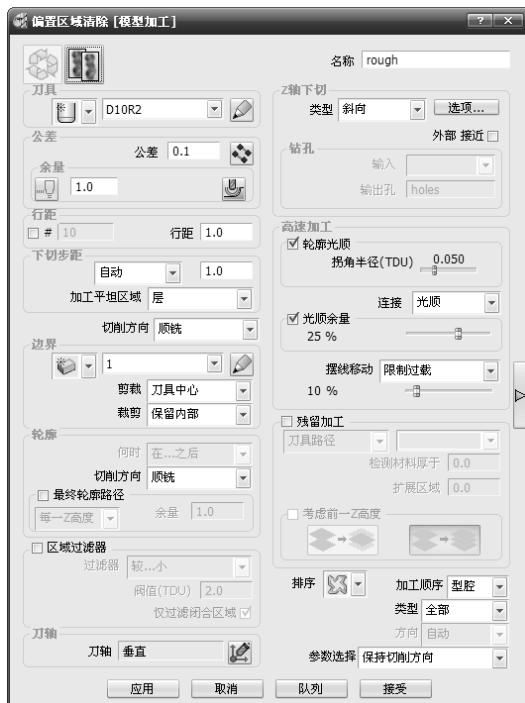 偏置区域清除 [模型加工]
名称 rough
刀具
D10R2
公差
公差 0.1
余量
1.0
行距
# 10 行距 1.0
下切步距
自动 1.0
加工平坦区域 层
切削方向 顺铣
边界
1
剪裁 刀具中心
裁剪 保留内部
轮廓
何时 在...之后
切削方向 顺铣
最终轮廓路径
每一Z高度 余量 1.0
区域过滤器
过滤器 较...小
阀值(TDU) 2.0
仅过滤闭合区域
刀轴
刀轴 垂直
Z轴下切
类型 斜向 选项...
外部 接近
钻孔
输入
输出孔 holes
高速加工
轮廓光顺
拐角半径(TDU) 0.050
连接 光顺
光顺余量
25 %
摆线移动 限制过载
10 %
残留加工
刀具路径
检测材料厚于 0.0
扩展区域 0.0
考虑前一Z高度
排序 加工顺序 型腔
类型 全部
方向 自动
参数选择 保持切削方向
应用 取消 队列 接受